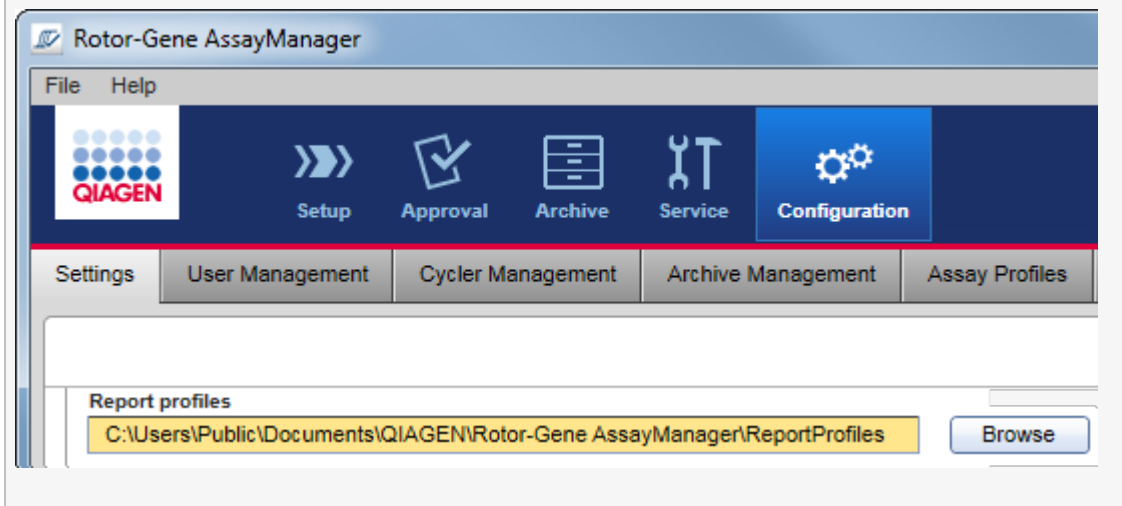 Rotor-Gene AssayManager
File Help
QIAGEN
Setup Approval Archive Service Configuration
Settings User Management Cycler Management Archive Management Assay Profiles
Report profiles
C:\Users\Public\Documents\QIAGEN\Rotor-Gene AssayManager\ReportProfiles Browse